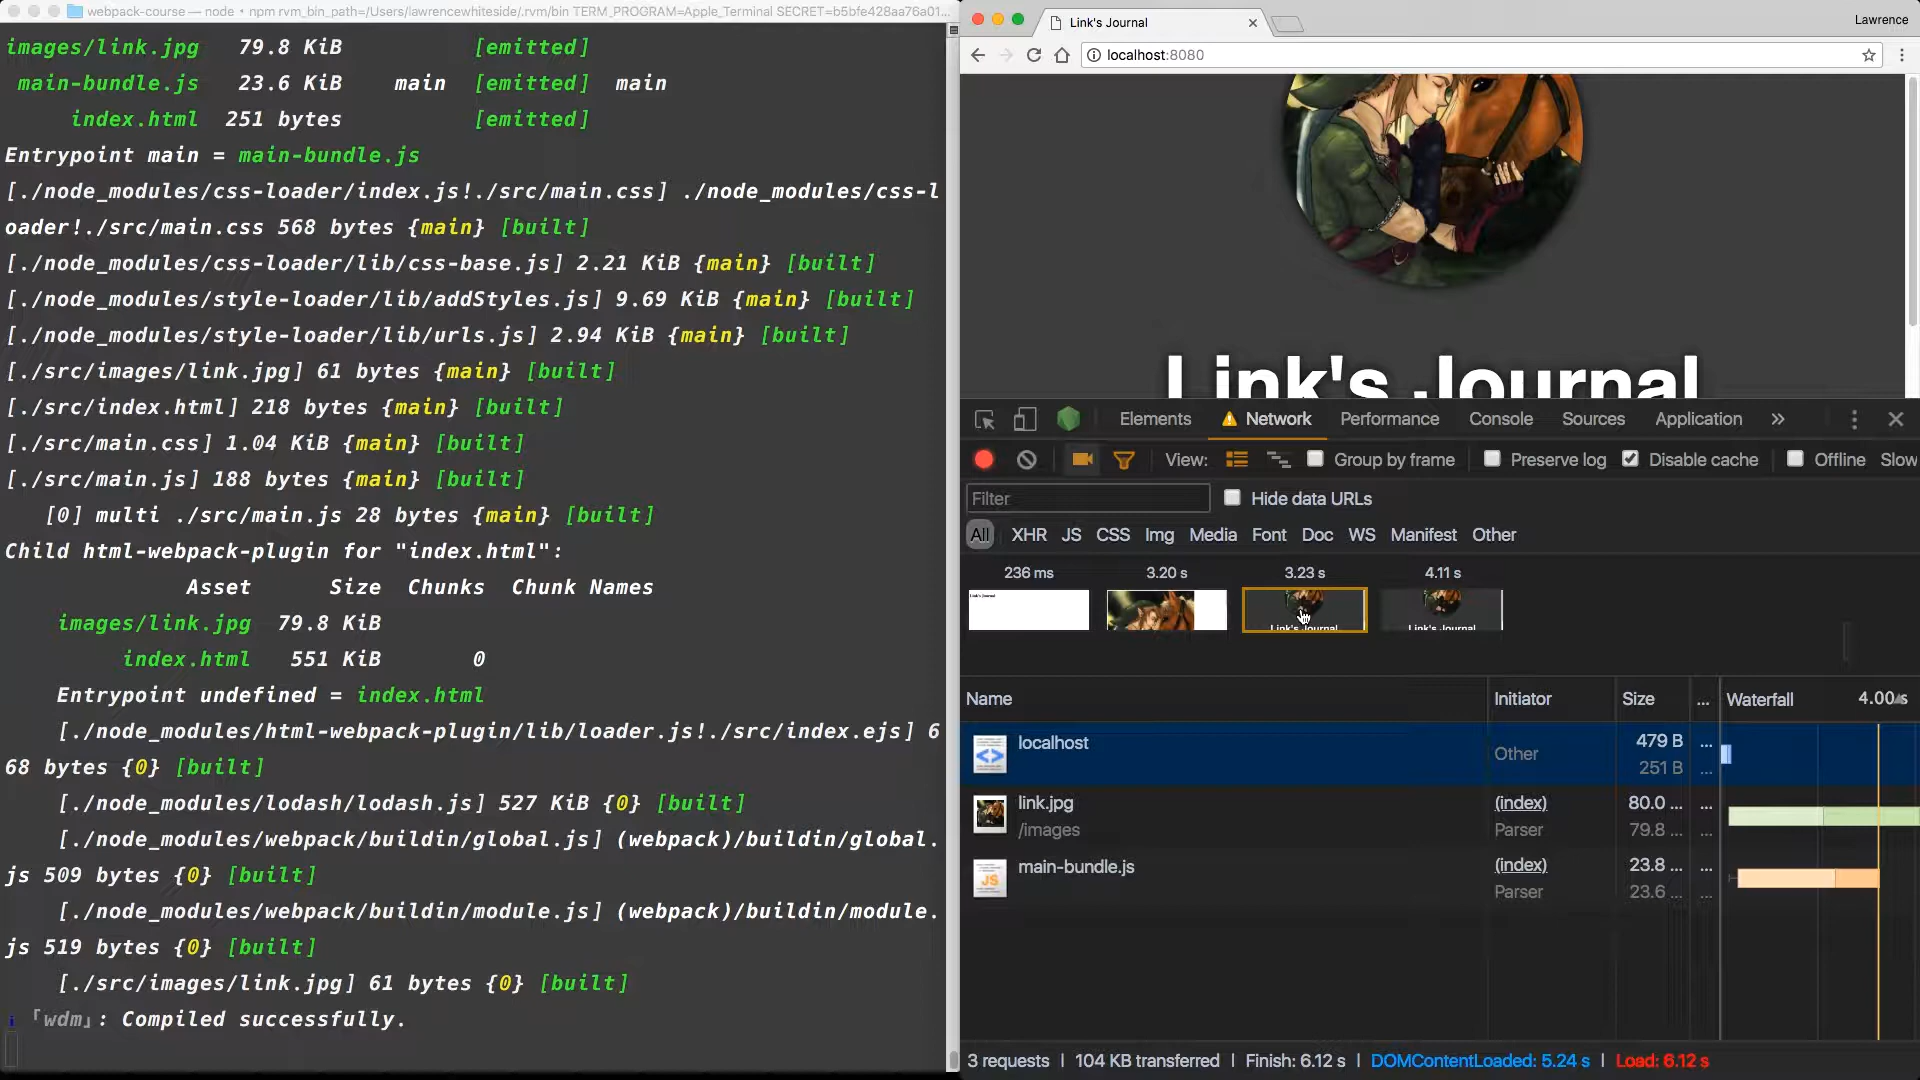 webpack-course — node • npm rvm_bin_path=/Users/lawrencewhiteside/.rvm/bin TERM_PROGRAM=Apple_Terminal SECRET=b5bfe428aa76a01...
images/link.jpg 79.8 KiB [emitted]
main-bundle.js 23.6 KiB main [emitted] main
index.html 251 bytes [emitted]
Entrypoint main = main-bundle.js
[./node_modules/css-loader/index.js!./src/main.css] ./node_modules/css-l
oader!./src/main.css 568 bytes {main} [built]
[./node_modules/css-loader/lib/css-base.js] 2.21 KiB {main} [built]
[./node_modules/style-loader/lib/addStyles.js] 9.69 KiB {main} [built]
[./node_modules/style-loader/lib/urls.js] 2.94 KiB {main} [built]
[./src/images/link.jpg] 61 bytes {main} [built]
[./src/index.html] 218 bytes {main} [built]
[./src/main.css] 1.04 KiB {main} [built]
[./src/main.js] 188 bytes {main} [built]
[0] multi ./src/main.js 28 bytes {main} [built]
Child html-webpack-plugin for "index.html":
Asset Size Chunks Chunk Names
images/link.jpg 79.8 KiB
index.html 551 KiB 0
Entrypoint undefined = index.html
[./node_modules/html-webpack-plugin/lib/loader.js!./src/index.ejs] 6
68 bytes {0} [built]
[./node_modules/lodash/lodash.js] 527 KiB {0} [built]
[./node_modules/webpack/buildin/global.js] (webpack)/buildin/global.
js 509 bytes {0} [built]
[./node_modules/webpack/buildin/module.js] (webpack)/buildin/module.
js 519 bytes {0} [built]
[./src/images/link.jpg] 61 bytes {0} [built]
i ｢wdm｣: Compiled successfully.
Link's Journal
Lawrence
localhost:8080
Link's Journal
Elements Network Performance Console Sources Application »
View: Group by frame Preserve log Disable cache Offline Slow
Filter Hide data URLs
All XHR JS CSS Img Media Font Doc WS Manifest Other
236 ms 3.20 s 3.23 s 4.11 s
Link's Journal Link's Journal Link's Journal
Name Initiator Size ... Waterfall 4.00 s
localhost Other 479 B ...
251 B ...
link.jpg (index) 80.0 ... ...
/images Parser 79.8 ... ...
JS main-bundle.js (index) 23.8 ... ...
Parser 23.6 ... ...
3 requests | 104 KB transferred | Finish: 6.12 s | DOMContentLoaded: 5.24 s | Load: 6.12 s